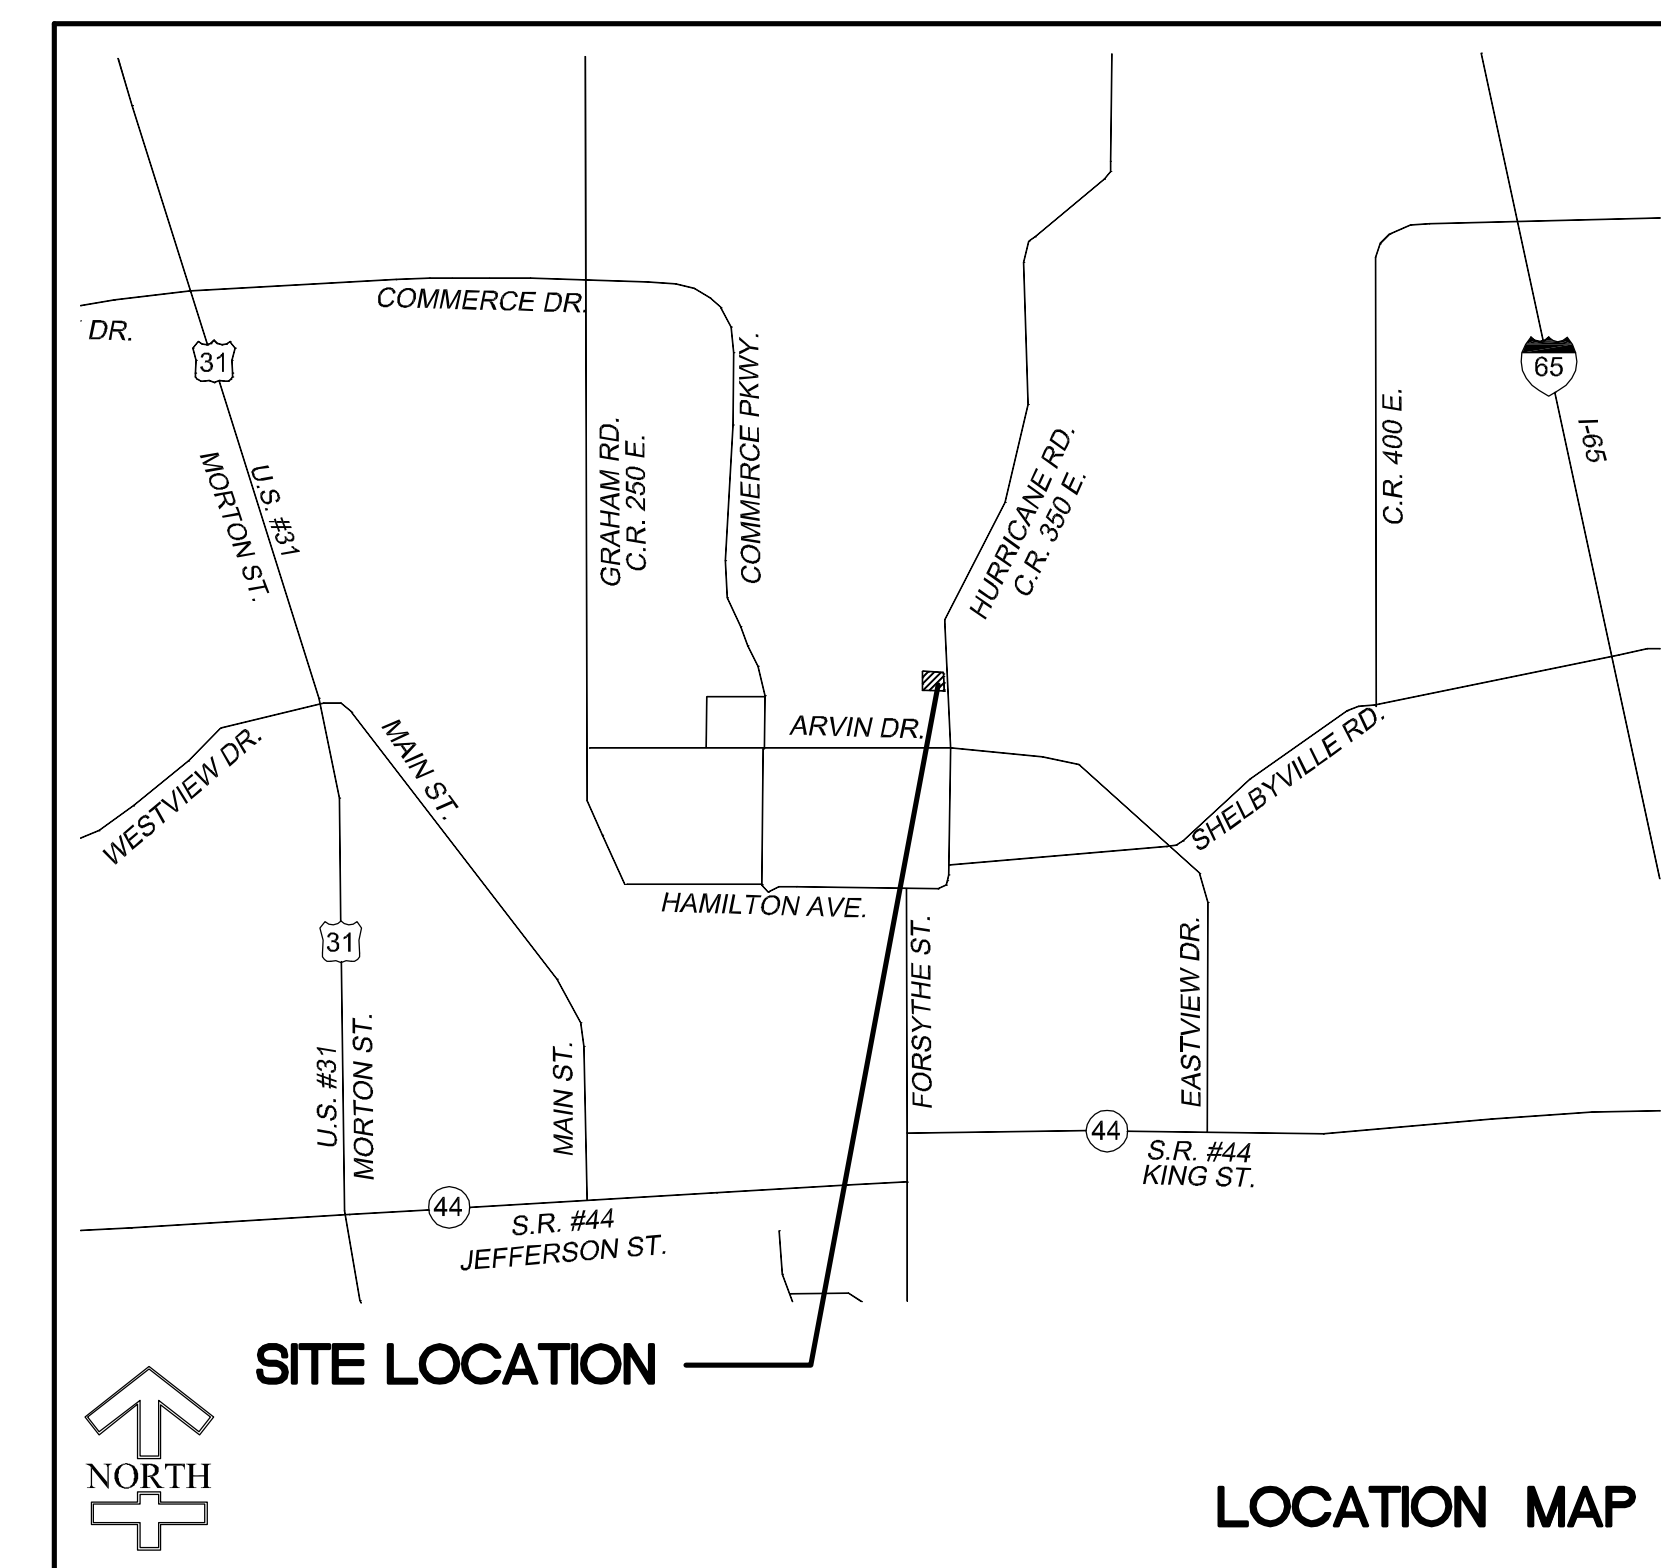 COMMERCE DR.
DR.
31
65
I-65
COMMERCE PKWY.
C.R. 400 E.
GRAHAM RD.
C.R. 250 E.
HURRICANE RD.
C.R. 350 E.
U.S. #31
MORTON ST.
ARVIN DR.
MAIN ST.
WESTVIEW DR.
SHELBYVILLE RD.
HAMILTON AVE.
31
FORSYTHE ST.
EASTVIEW DR.
U.S. #31
MORTON ST.
MAIN ST.
44
S.R. #44
KING ST.
44
S.R. #44
JEFFERSON ST.
SITE LOCATION
NORTH
LOCATION MAP